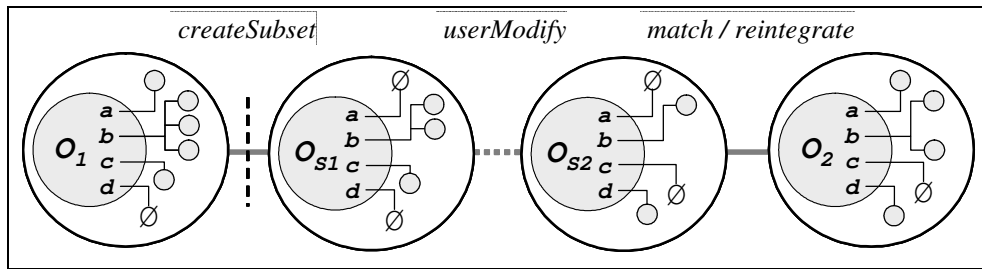 createSubset userModify match / reintegrate
a Ø a Ø a
b b b b
O1 c OS1 c OS2 c Ø O2 c Ø
d Ø d Ø d d